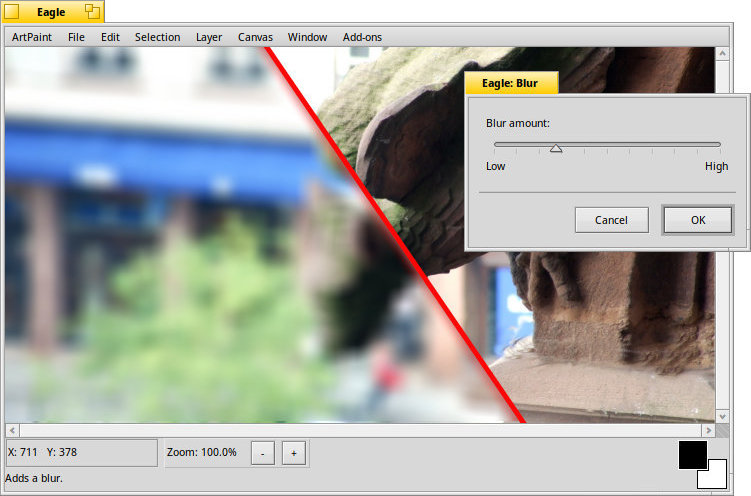 Eagle
ArtPaint File Edit Selection Layer Canvas Window Add-ons
Eagle: Blur
Blur amount:
Low High
Cancel OK
X: 711 Y: 378 Zoom: 100.0% - +
Adds a blur.